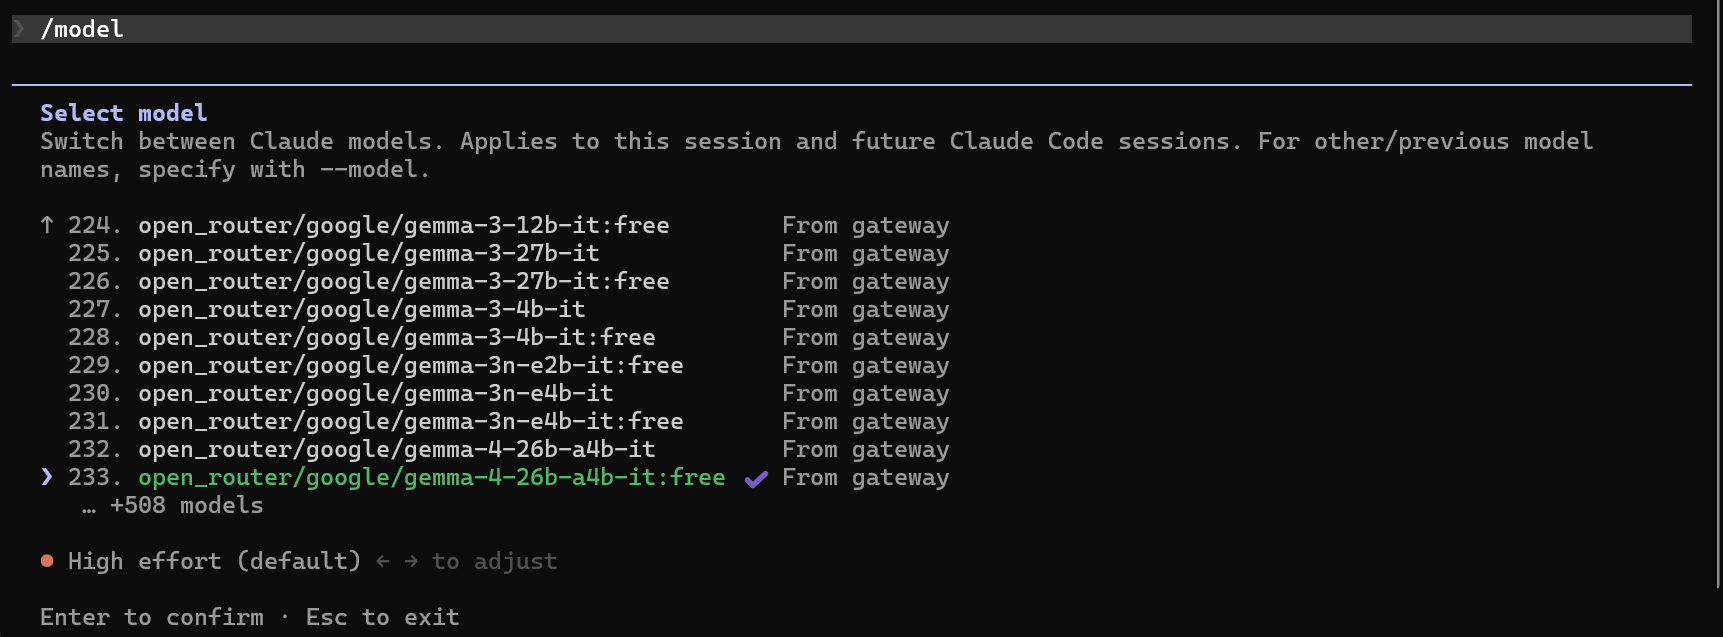 ❯ /model
Select model
Switch between Claude models. Applies to this session and future Claude Code sessions. For other/previous model
names, specify with --model.
↑ 224. open_router/google/gemma-3-12b-it:free From gateway
225. open_router/google/gemma-3-27b-it From gateway
226. open_router/google/gemma-3-27b-it:free From gateway
227. open_router/google/gemma-3-4b-it From gateway
228. open_router/google/gemma-3-4b-it:free From gateway
229. open_router/google/gemma-3n-e2b-it:free From gateway
230. open_router/google/gemma-3n-e4b-it From gateway
231. open_router/google/gemma-3n-e4b-it:free From gateway
232. open_router/google/gemma-4-26b-a4b-it From gateway
❯ 233. open_router/google/gemma-4-26b-a4b-it:free ✔ From gateway
… +508 models
● High effort (default) ← → to adjust
Enter to confirm · Esc to exit